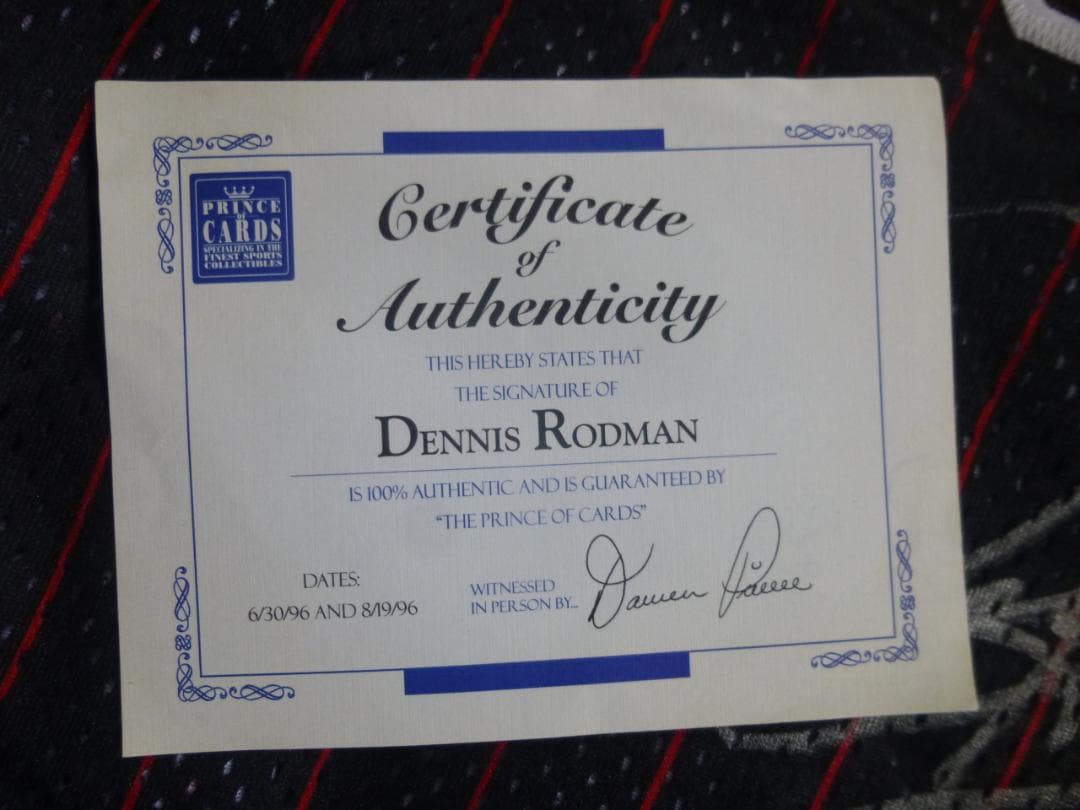 PRINCE
of
CARDS
SPECIALIZING IN THE
FINEST SPORTS
COLLECTIBLES
Certificate
of
Authenticity
THIS HEREBY STATES THAT
THE SIGNATURE OF
DENNIS RODMAN
IS 100% AUTHENTIC AND IS GUARANTEED BY
"THE PRINCE OF CARDS"
DATES:
6/30/96 AND 8/19/96
WITNESSED
IN PERSON BY...